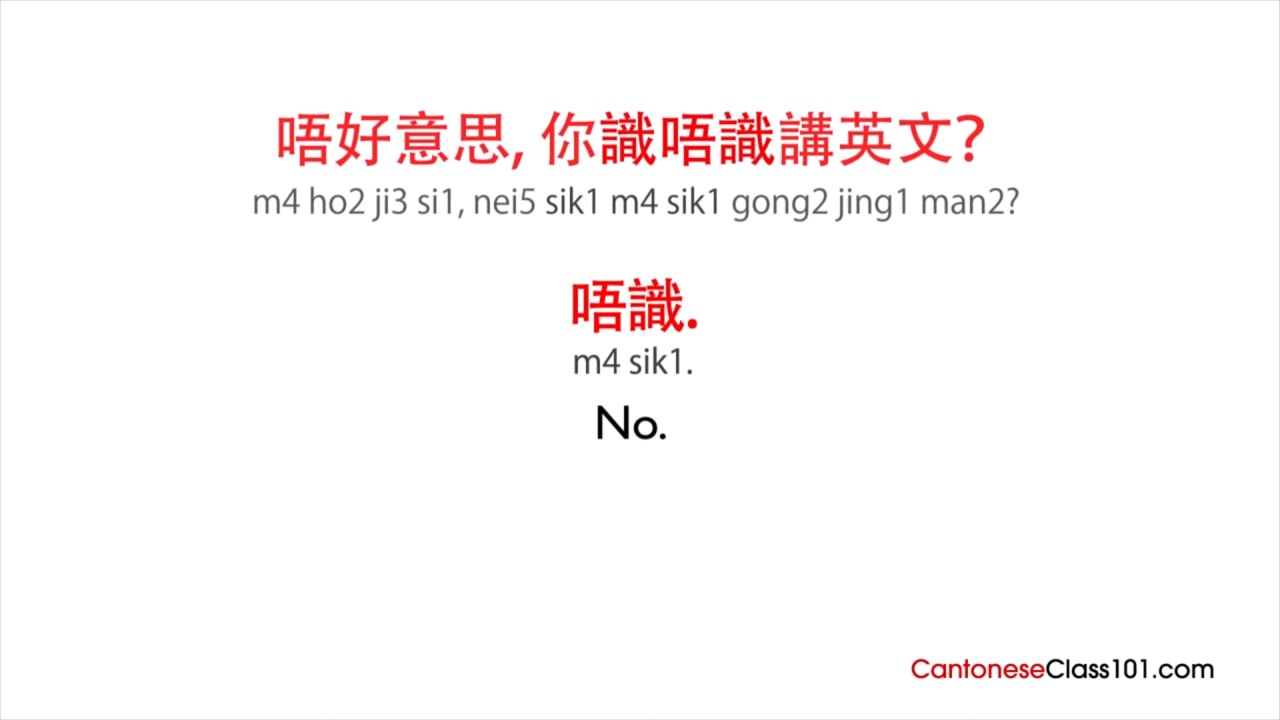 唔好意思, 你識唔識講英文?
m4 ho2 ji3 si1, nei5 sik1 m4 sik1 gong2 jing1 man2?
唔識.
m4 sik1.
No.
CantoneseClass101.com